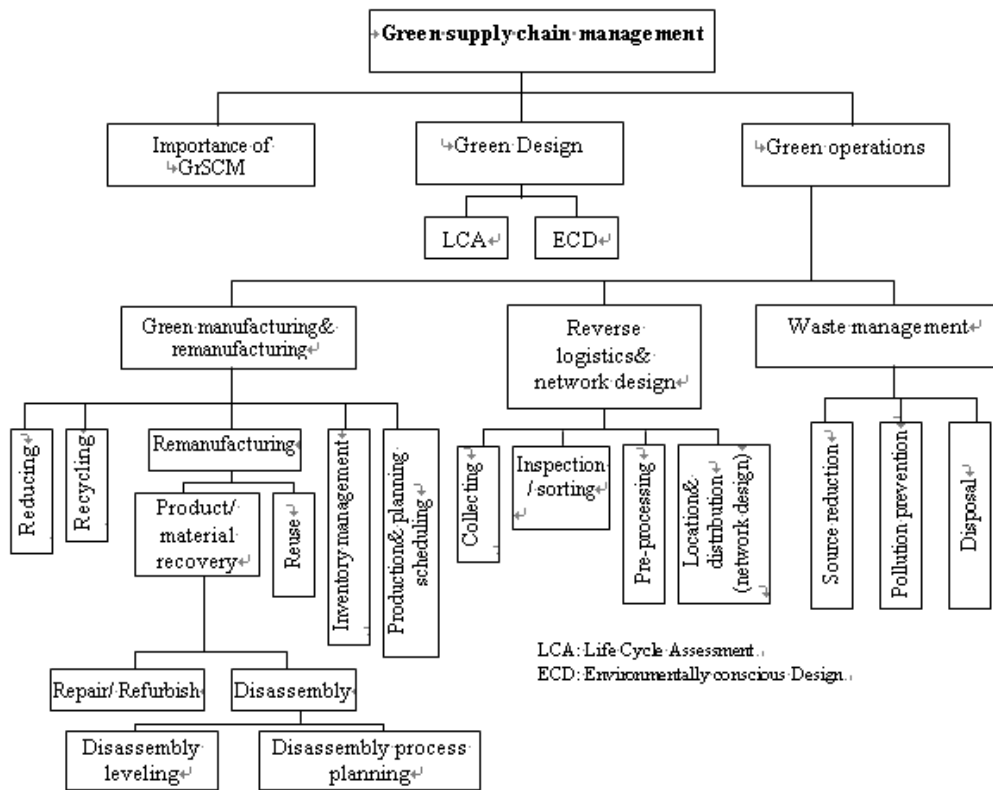 Green supply chain management
Importance of
GrSCM
Green Design
Green operations
LCA
ECD
Green manufacturing&
remanufacturing
Reverse
logistics&
network design
Waste management
Reducing
Recycling
Remanufacturing
Product/
material
recovery
Reuse
Inventory management
Production& planning
scheduling
Collecting
Inspection
/ sorting
Pre-processing
Location&
distribution
(network design)
Source reduction
Pollution prevention
Disposal
LCA: Life Cycle Assessment
ECD: Environmentally conscious Design
Repair/ Refurbish
Disassembly
Disassembly
leveling
Disassembly process
planning